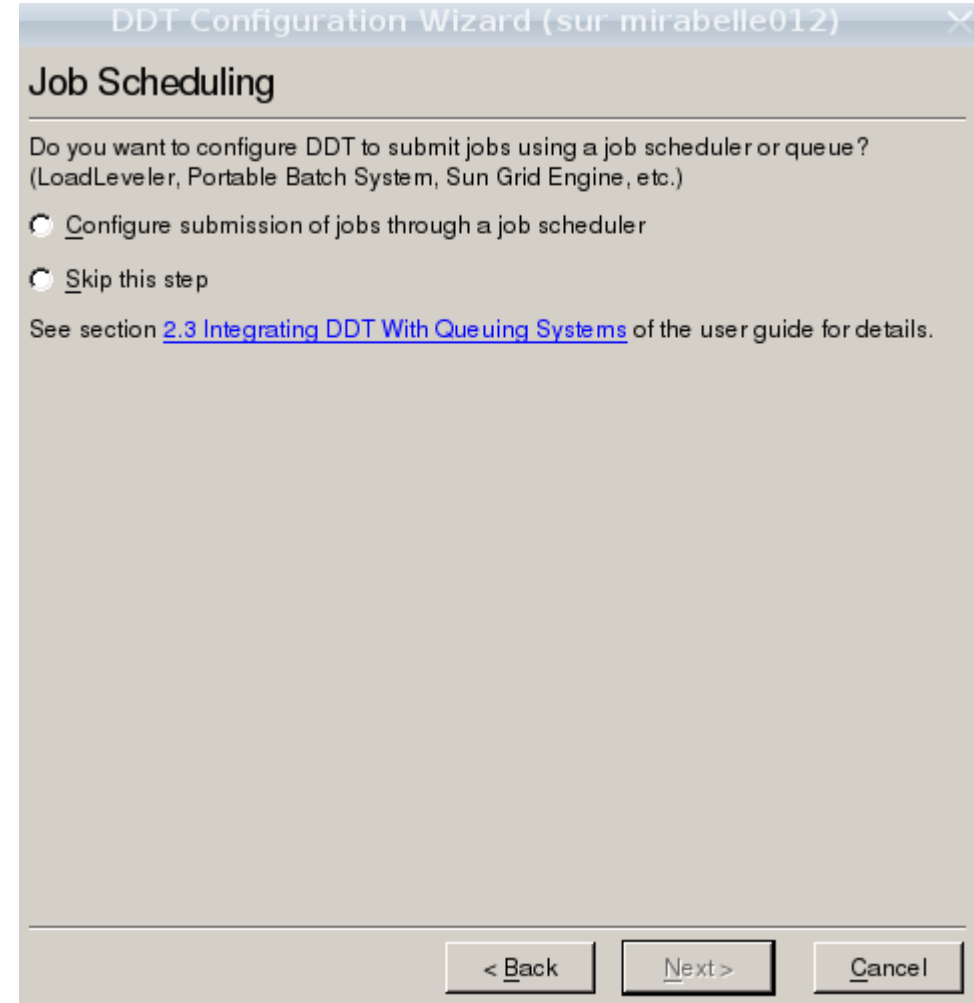 DDT Configuration Wizard (sur mirabelle012)
Job Scheduling
Do you want to configure DDT to submit jobs using a job scheduler or queue?
(LoadLeveler, Portable Batch System, Sun Grid Engine, etc.)
Configure submission of jobs through a job scheduler
Skip this step
See section 2.3 Integrating DDT With Queuing Systems of the user guide for details.
< Back Next > Cancel